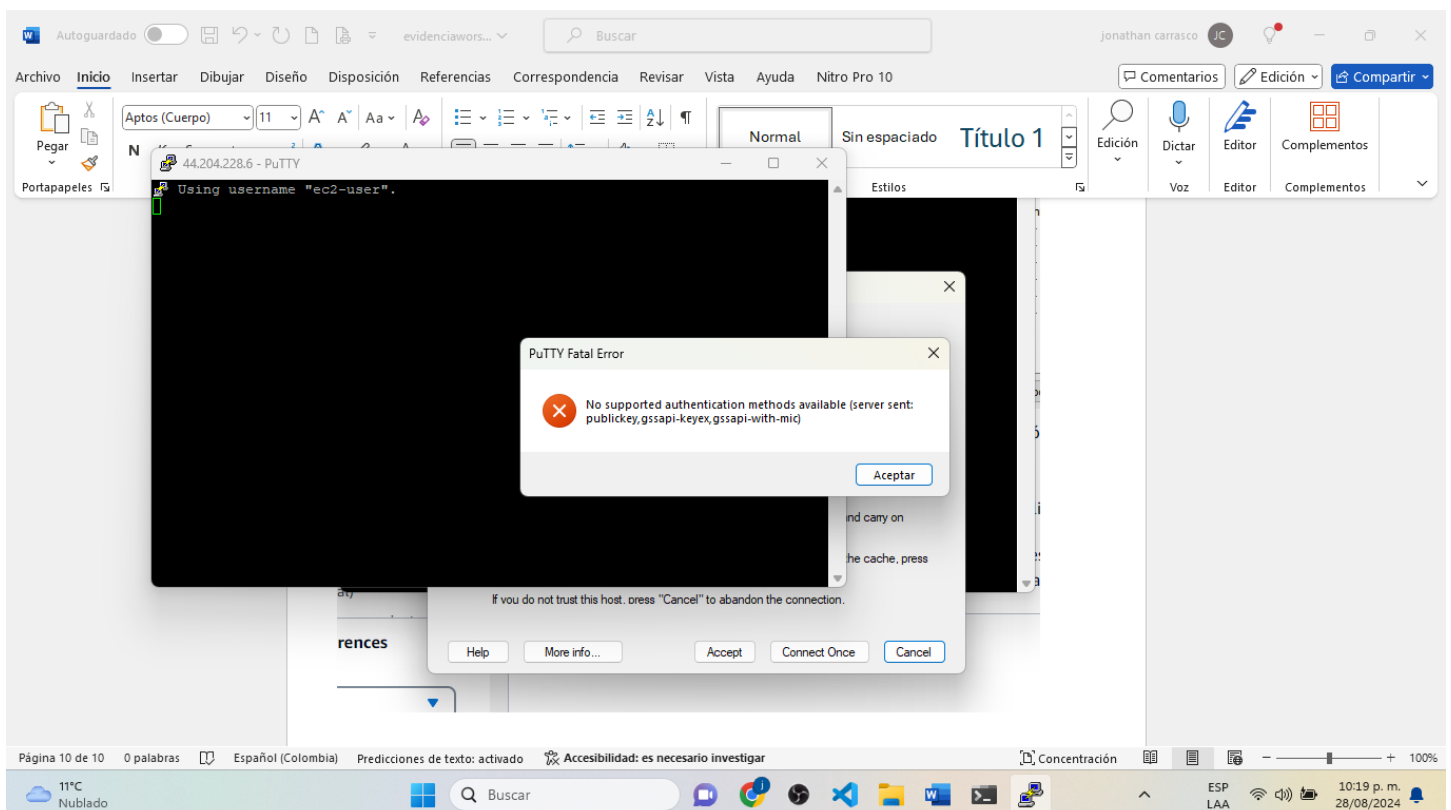 Autoguardado
evidenciawors...
Buscar
jonathan carrasco
JC
Archivo Inicio Insertar Dibujar Diseño Disposición Referencias Correspondencia Revisar Vista Ayuda Nitro Pro 10
Comentarios
Edición
Compartir
Pegar
Portapapeles
Aptos (Cuerpo)
11
Aa
N
Normal
Sin espaciado
Título 1
Estilos
Edición
Dictar
Voz
Editor
Editor
Complementos
Complementos
44.204.228.6 - PuTTY
Using username "ec2-user".
PuTTY Fatal Error
No supported authentication methods available (server sent:
publickey,gssapi-keyex,gssapi-with-mic)
Aceptar
and carry on
the cache, press
If you do not trust this host, press "Cancel" to abandon the connection.
Help
More info...
Accept
Connect Once
Cancel
rences
Página 10 de 10
0 palabras
Español (Colombia)
Predicciones de texto: activado
Accesibilidad: es necesario investigar
Concentración
100%
11°C
Nublado
Buscar
ESP
LAA
10:19 p. m.
28/08/2024